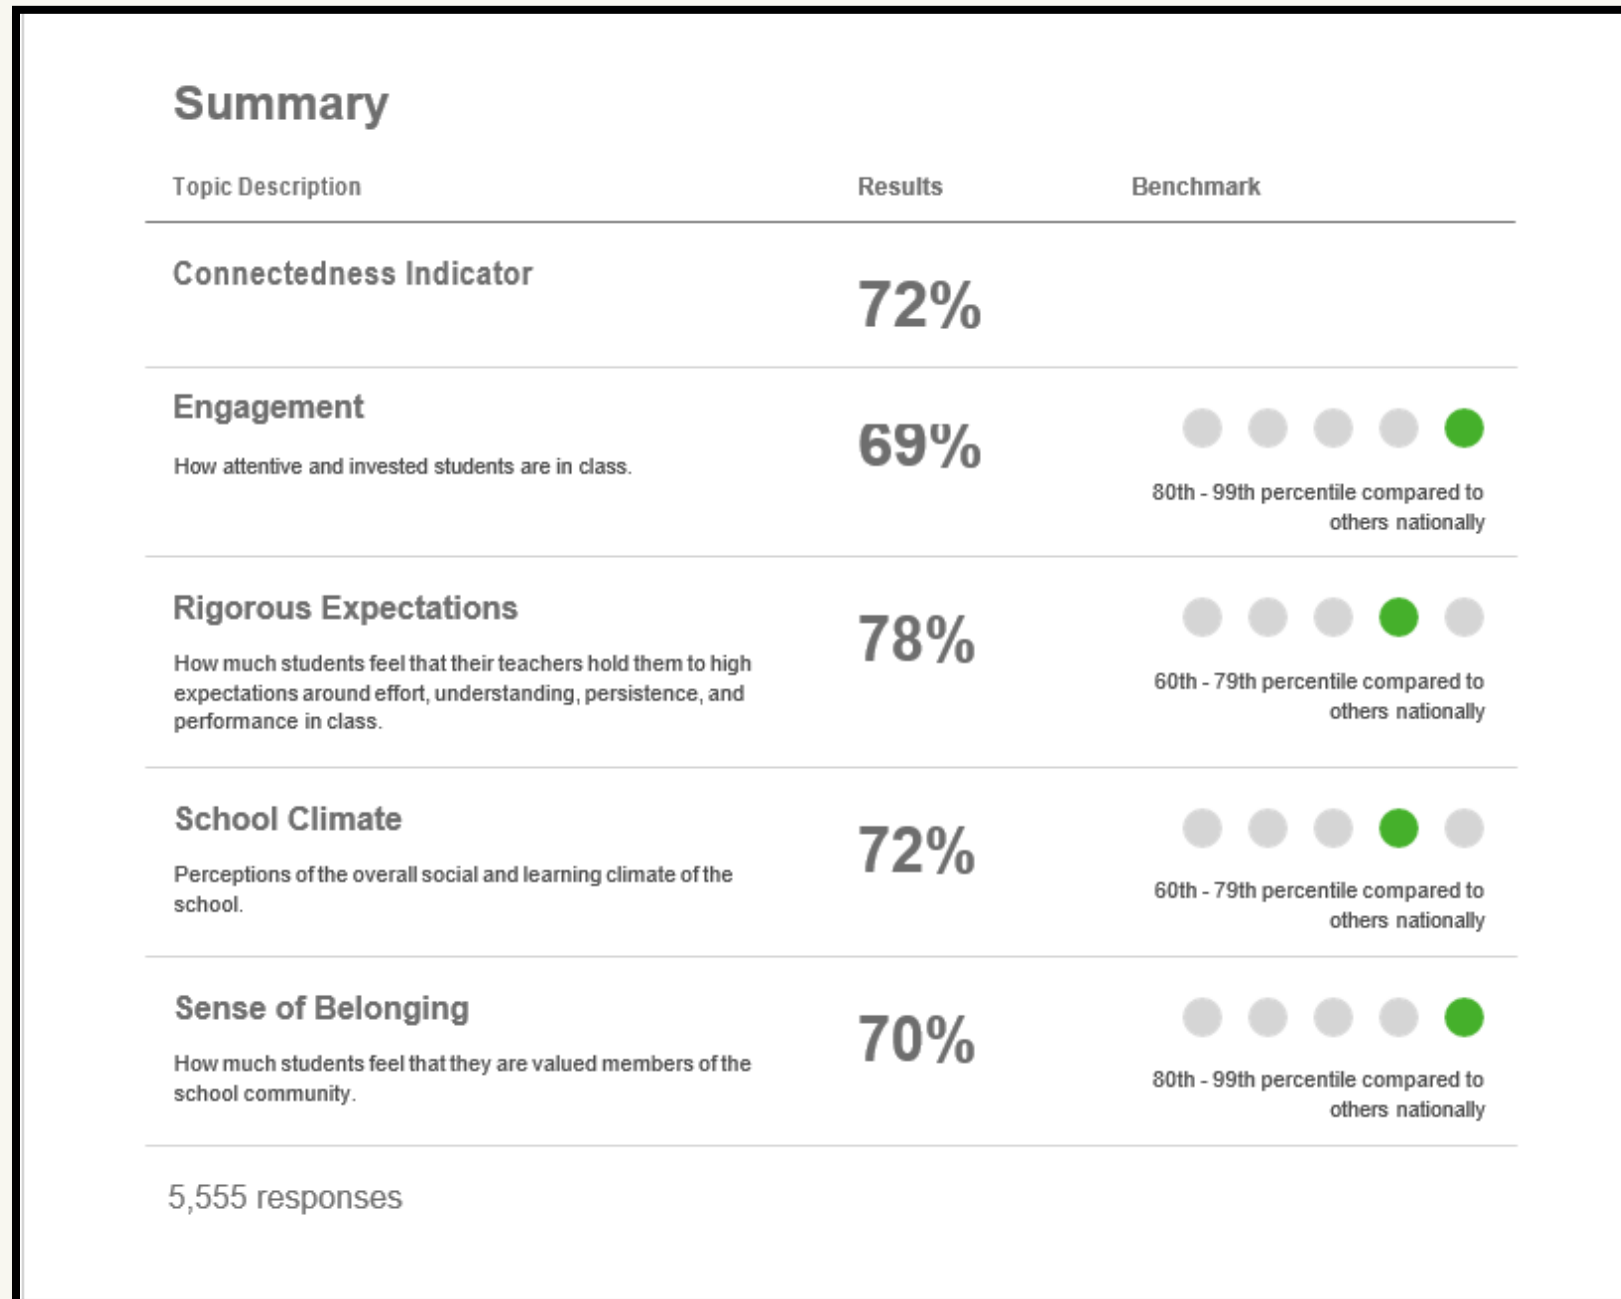 Summary
Topic Description Results Benchmark
Connectedness Indicator
72%
Engagement
69%
How attentive and invested students are in class.
80th - 99th percentile compared to
others nationally
Rigorous Expectations
78%
How much students feel that their teachers hold them to high
expectations around effort, understanding, persistence, and
performance in class.
60th - 79th percentile compared to
others nationally
School Climate
72%
Perceptions of the overall social and learning climate of the
school.
60th - 79th percentile compared to
others nationally
Sense of Belonging
70%
How much students feel that they are valued members of the
school community.
80th - 99th percentile compared to
others nationally
5,555 responses